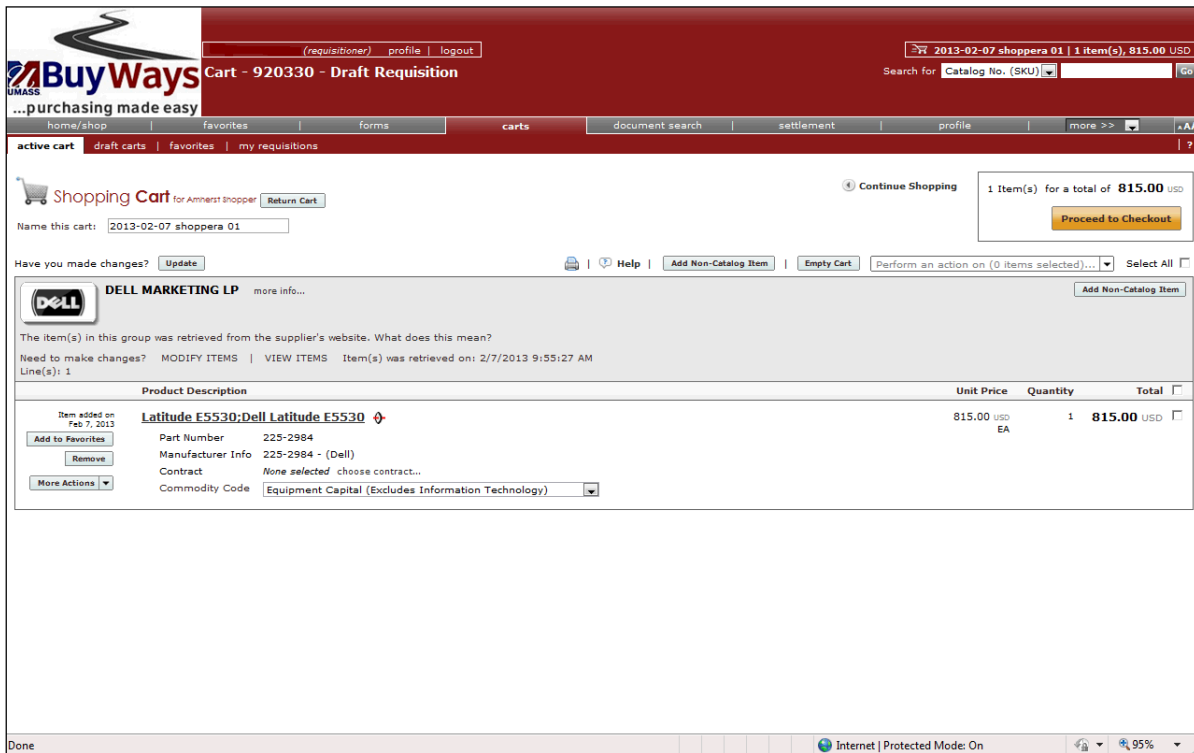 UMASS BuyWays
...purchasing made easy
(requisitioner) profile | logout
2013-02-07 shoppera 01 | 1 item(s), 815.00 USD
Cart - 920330 - Draft Requisition
Search for Catalog No. (SKU) Go
home/shop | favorites | forms carts document search | settlement | profile | more >> AA
active cart draft carts | favorites | my requisitions | ?
Shopping Cart for Amherst Shopper Return Cart
Continue Shopping
1 Item(s) for a total of 815.00 USD
Proceed to Checkout
Name this cart: 2013-02-07 shoppera 01
Have you made changes? Update | ? Help | Add Non-Catalog Item | Empty Cart Perform an action on (0 items selected)... Select All
DELL DELL MARKETING LP more info... Add Non-Catalog Item
The item(s) in this group was retrieved from the supplier's website. What does this mean?
Need to make changes? MODIFY ITEMS | VIEW ITEMS Item(s) was retrieved on: 2/7/2013 9:55:27 AM
Line(s): 1
Product Description Unit Price Quantity Total
Item added on
Feb 7, 2013
Add to Favorites
Remove
More Actions
Latitude E5530;Dell Latitude E5530 815.00 USD 1 815.00 USD
EA
Part Number 225-2984
Manufacturer Info 225-2984 - (Dell)
Contract None selected choose contract...
Commodity Code Equipment Capital (Excludes Information Technology)
Done Internet | Protected Mode: On 95%